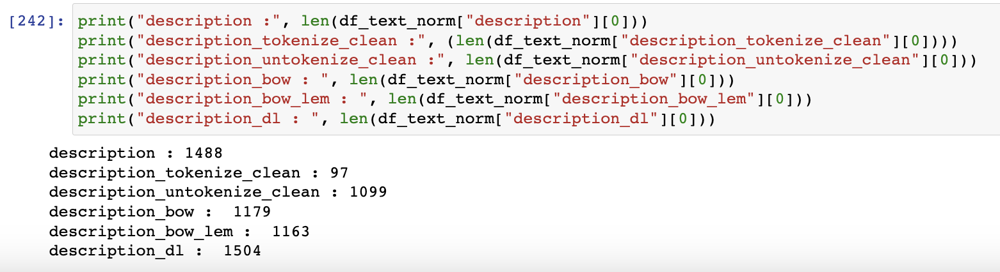 [242]: print("description :", len(df_text_norm["description"][0]))
print("description_tokenize_clean :", (len(df_text_norm["description_tokenize_clean"][0])))
print("description_untokenize_clean :", len(df_text_norm["description_untokenize_clean"][0]))
print("description_bow : ", len(df_text_norm["description_bow"][0]))
print("description_bow_lem : ", len(df_text_norm["description_bow_lem"][0]))
print("description_dl : ", len(df_text_norm["description_dl"][0]))
description : 1488
description_tokenize_clean : 97
description_untokenize_clean : 1099
description_bow :  1179
description_bow_lem :  1163
description_dl :  1504